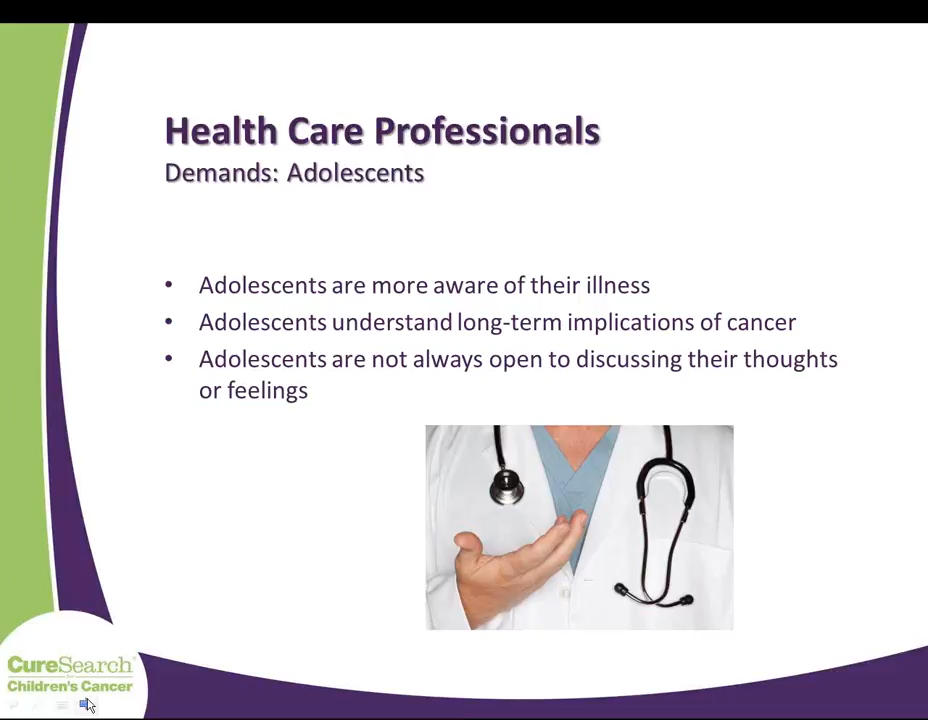 Health Care Professionals
Demands: Adolescents
• Adolescents are more aware of their illness
• Adolescents understand long-term implications of cancer
• Adolescents are not always open to discussing their thoughts
or feelings
CureSearch®
for
Children's Cancer